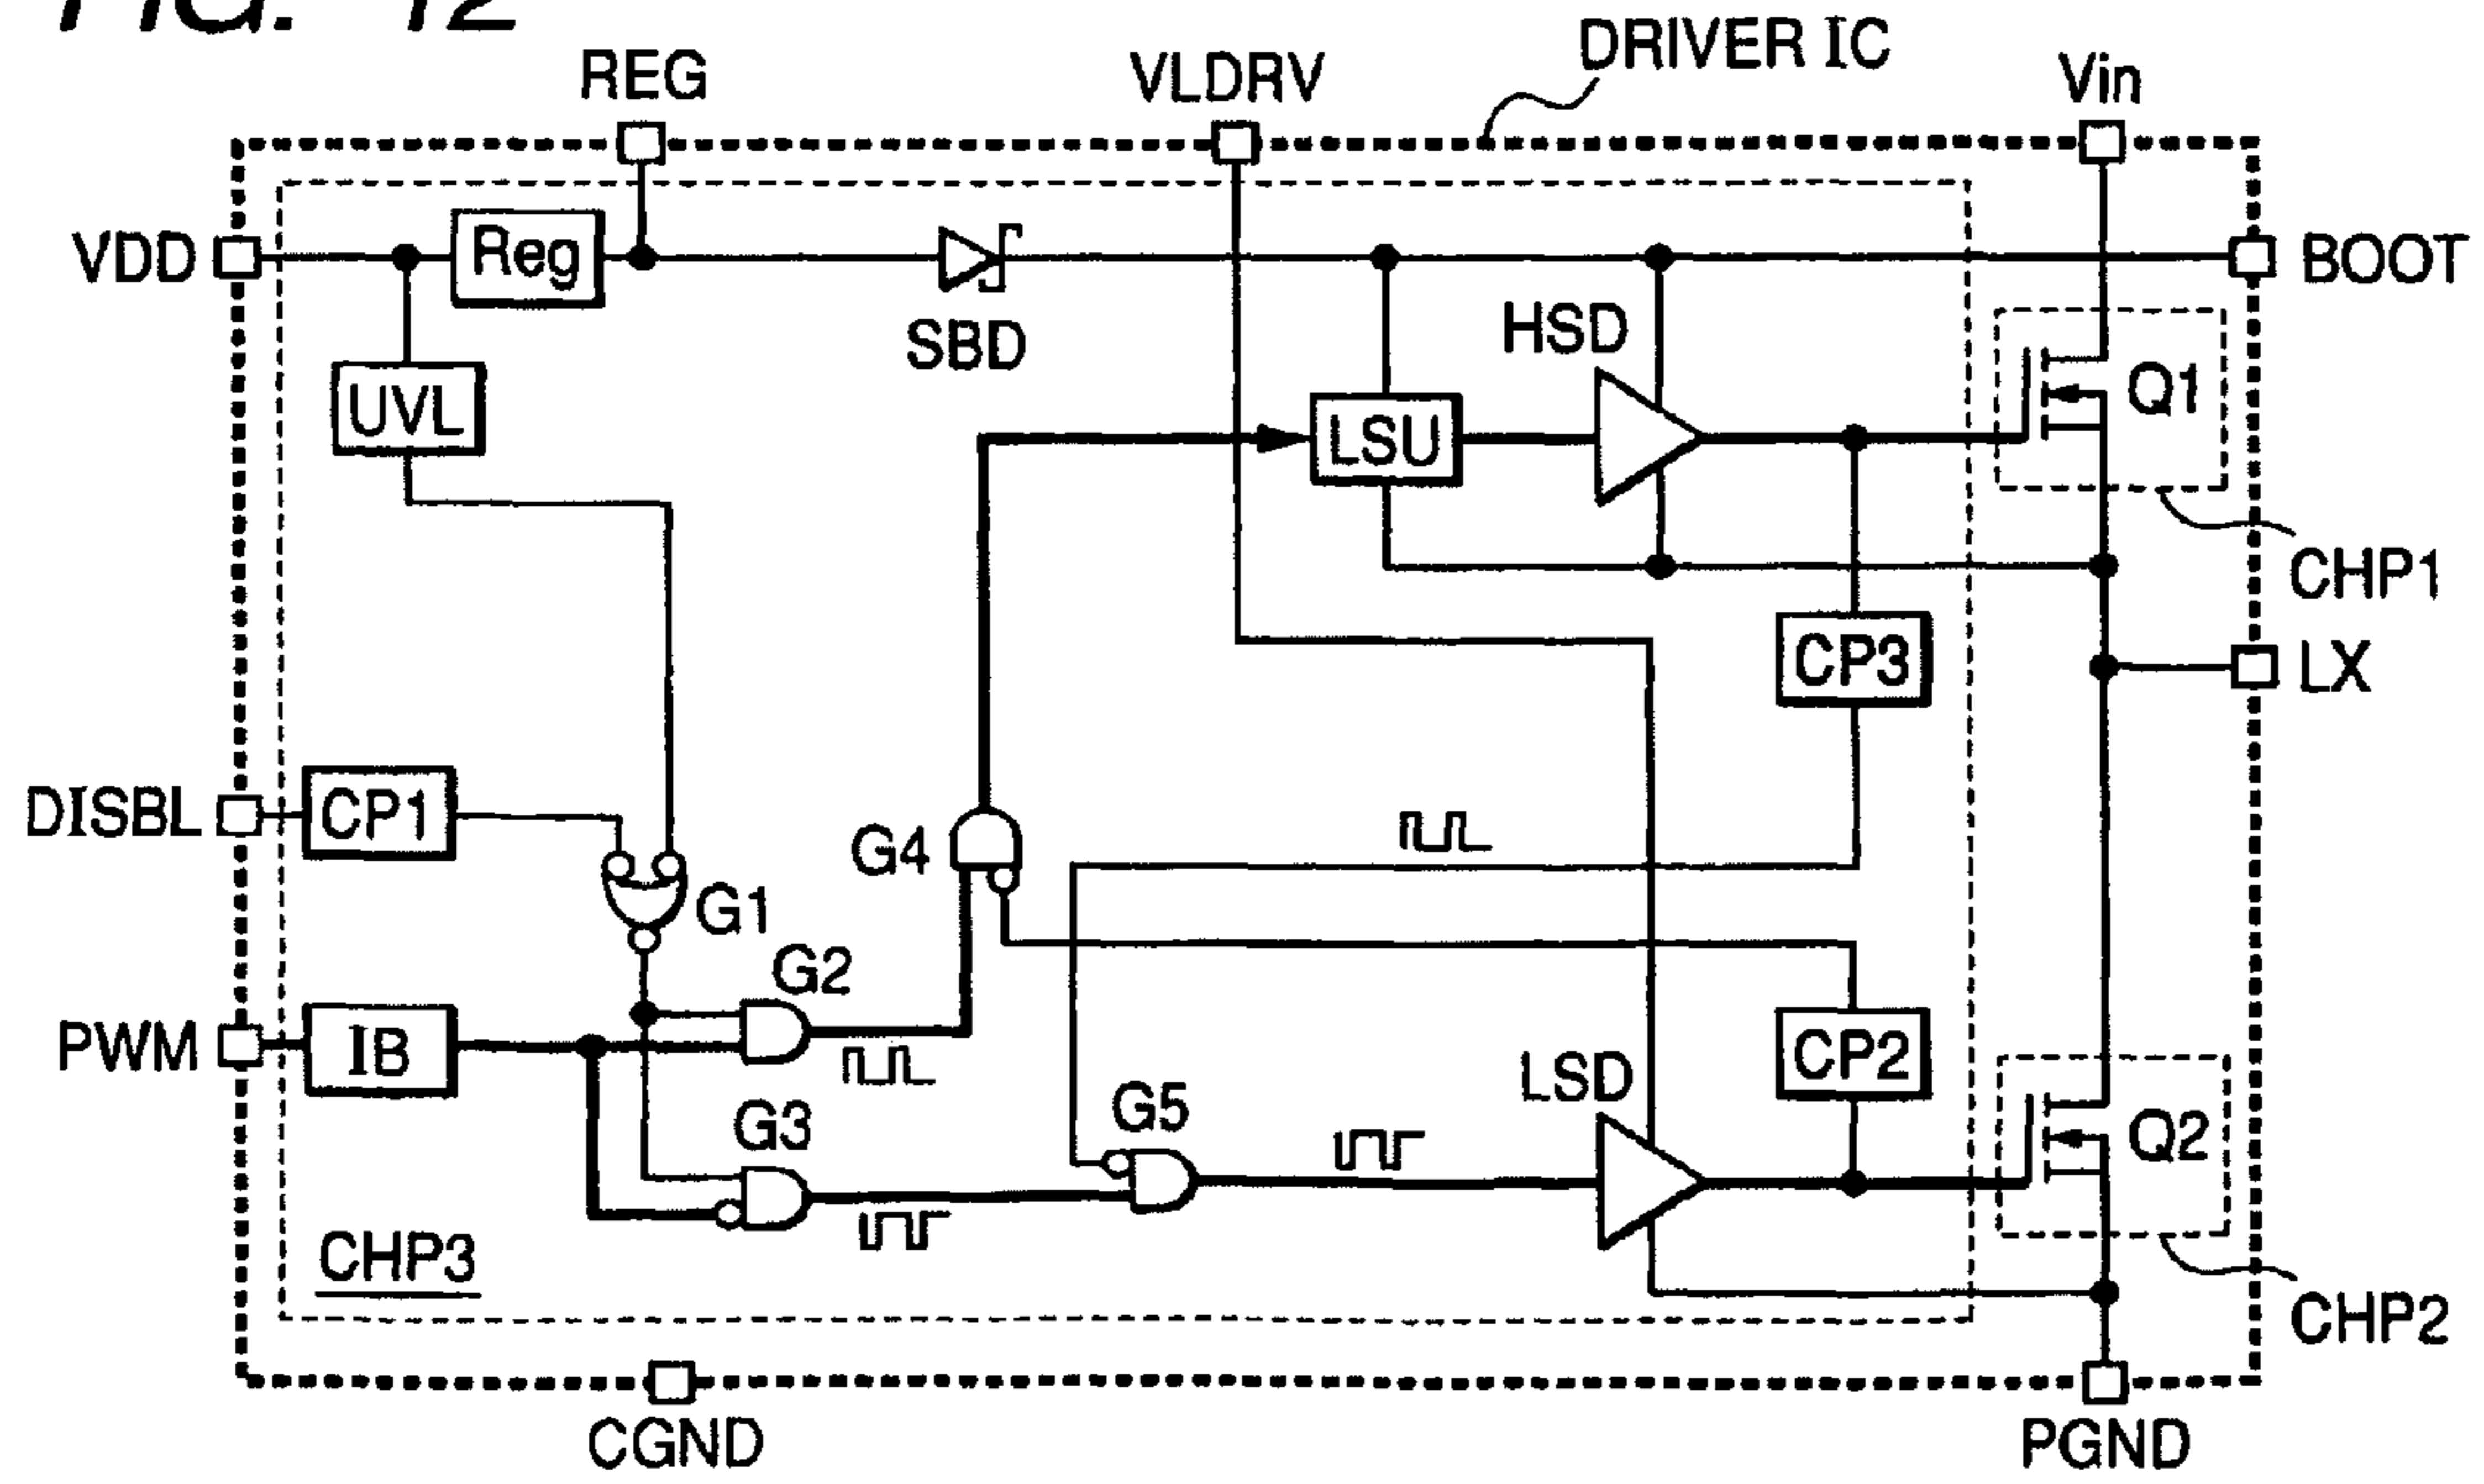 FIG. 12
DRIVER IC
REG
VLDRV
Vin
VDD
Reg
BOOT
SBD
HSD
UVL
LSU
Q1
CHP1
CP3
LX
DISBL
CP1
G4
G1
G2
PWM
IB
CP2
LSD
G5
G3
Q2
CHP3
CHP2
CGND
PGND